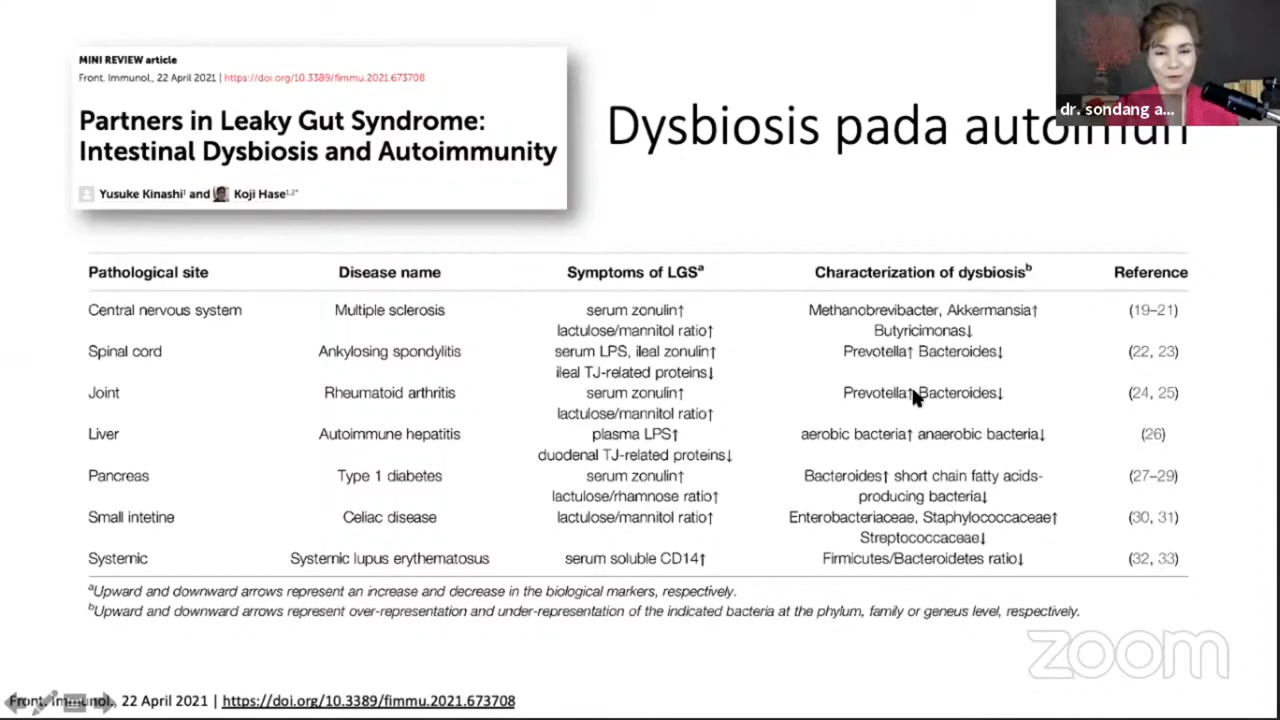 MINI REVIEW article
Front. Immunol., 22 April 2021 | https://doi.org/10.3389/fimmu.2021.673708
Partners in Leaky Gut Syndrome:
Intestinal Dysbiosis and Autoimmunity
Yusuke Kinashi1 and Koji Hase1,2*
Dysbiosis pada autoimun
dr. sondang a...
Pathological site Disease name Symptoms of LGSa Characterization of dysbiosisb Reference
Central nervous system Multiple sclerosis serum zonulin↑ Methanobrevibacter, Akkermansia↑ (19–21)
lactulose/mannitol ratio↑ Butyricimonas↓
Spinal cord Ankylosing spondylitis serum LPS, ileal zonulin↑ Prevotella↑ Bacteroides↓ (22, 23)
ileal TJ-related proteins↓
Joint Rheumatoid arthritis serum zonulin↑ Prevotella↑ Bacteroides↓ (24, 25)
lactulose/mannitol ratio↑
Liver Autoimmune hepatitis plasma LPS↑ aerobic bacteria↑ anaerobic bacteria↓ (26)
duodenal TJ-related proteins↓
Pancreas Type 1 diabetes serum zonulin↑ Bacteroides↑ short chain fatty acids- (27–29)
lactulose/rhamnose ratio↑ producing bacteria↓
Small intetine Celiac disease lactulose/mannitol ratio↑ Enterobacteriaceae, Staphylococcaceae↑ (30, 31)
Streptococcaceae↓
Systemic Systemic lupus erythematosus serum soluble CD14↑ Firmicutes/Bacteroidetes ratio↓ (32, 33)
aUpward and downward arrows represent an increase and decrease in the biological markers, respectively.
bUpward and downward arrows represent over-representation and under-representation of the indicated bacteria at the phylum, family or geneus level, respectively.
zoom
Front. Immunol., 22 April 2021 | https://doi.org/10.3389/fimmu.2021.673708